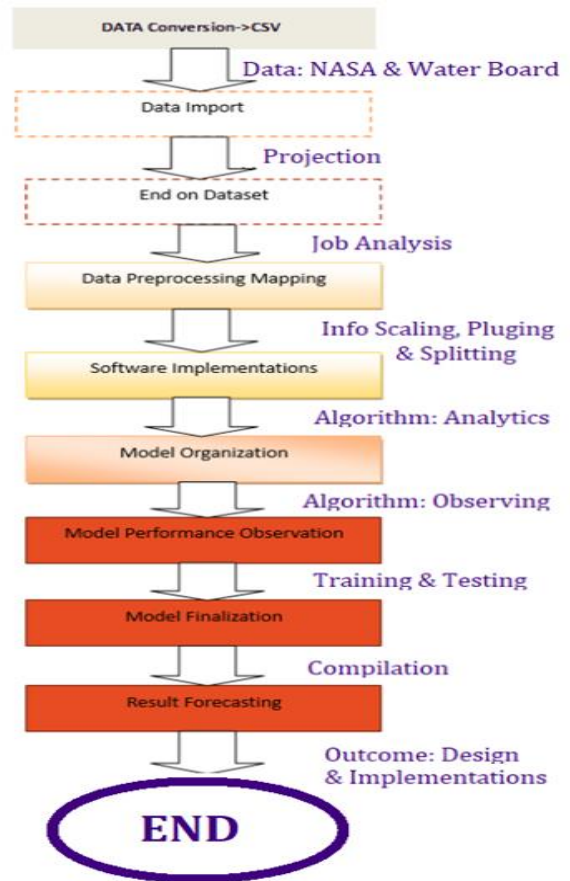 DATA Conversion->CSV
Data: NASA & Water Board
Data Import
Projection
End on Dataset
Job Analysis
Data Preprocessing Mapping
Info Scaling, Pluging
& Splitting
Software Implementations
Algorithm: Analytics
Model Organization
Algorithm: Observing
Model Performance Observation
Training & Testing
Model Finalization
Compilation
Result Forecasting
Outcome: Design
& Implementations
END